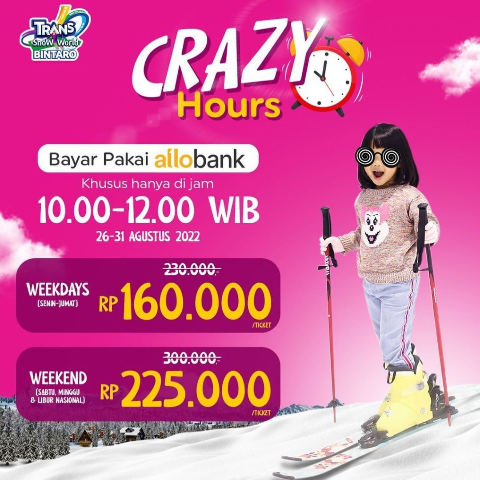 TRANS
Snow World
BINTARO
CRAZY
Hours
Bayar Pakai allobank
Khusus hanya di jam
10.00-12.00 WIB
26-31 AGUSTUS 2022
WEEKDAYS
(SENIN-JUMAT)
230.000,-
RP 160.000
/TICKET
WEEKEND
(SABTU, MINGGU
& LIBUR NASIONAL)
300.000,-
RP 225.000
/TICKET